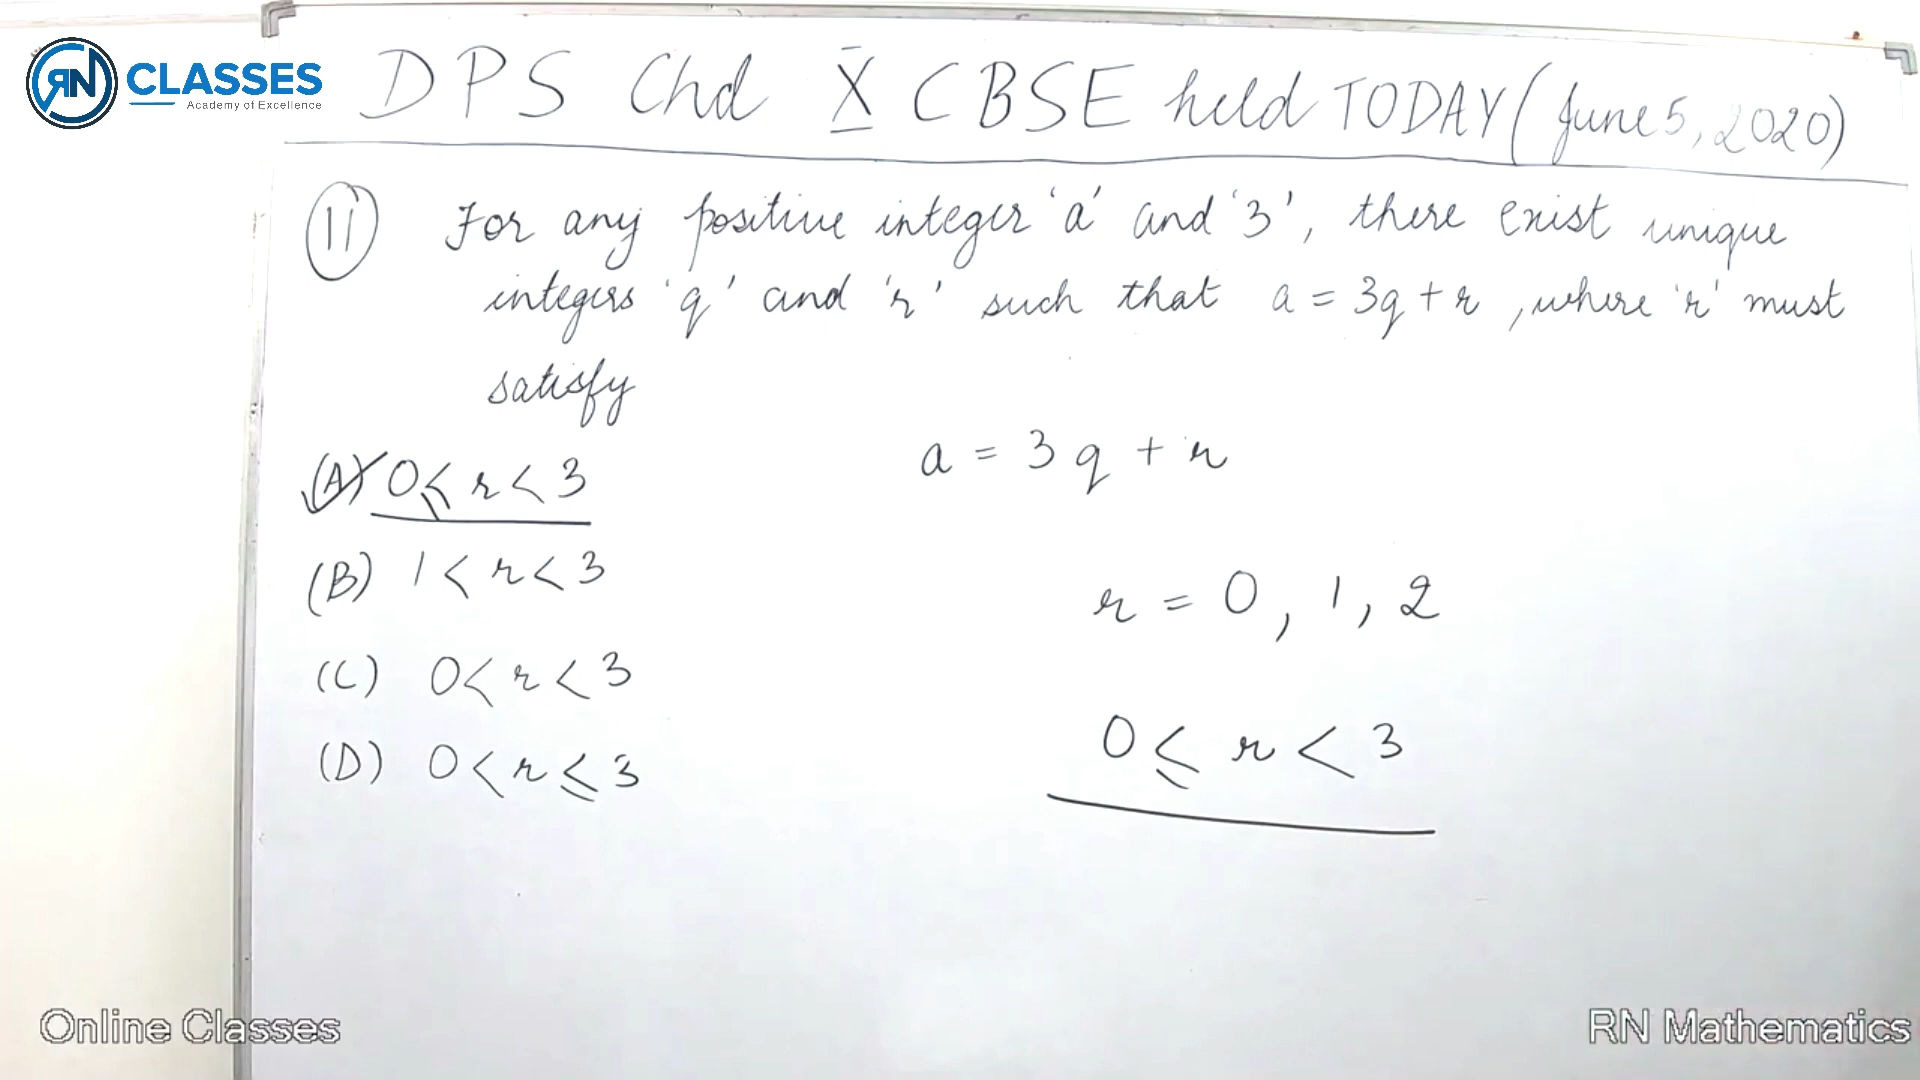 RN CLASSES
Academy of Excellence
DPS Chd X CBSE held TODAY (June 5, 2020)
11 For any positive integer 'a' and '3', there exist unique
integers 'q' and 'r' such that a = 3q + r, where 'r' must
satisfy
(A) 0 ≤ r < 3
(B) 1 < r < 3
(C) 0 < r < 3
(D) 0 < r ≤ 3
a = 3q + r
r = 0, 1, 2
0 ≤ r < 3
Online Classes
RN Mathematics